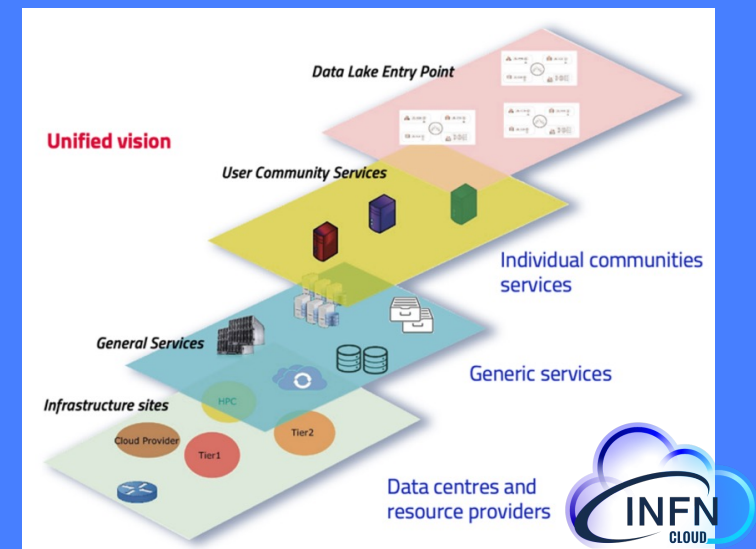 Data Lake Entry Point
Unified vision
User Community Services
Individual communities
services
General Services
Generic services
Infrastructure sites
HPC
Cloud Provider
Tier1
Tier2
Data centres and
resource providers
INFN
CLOUD